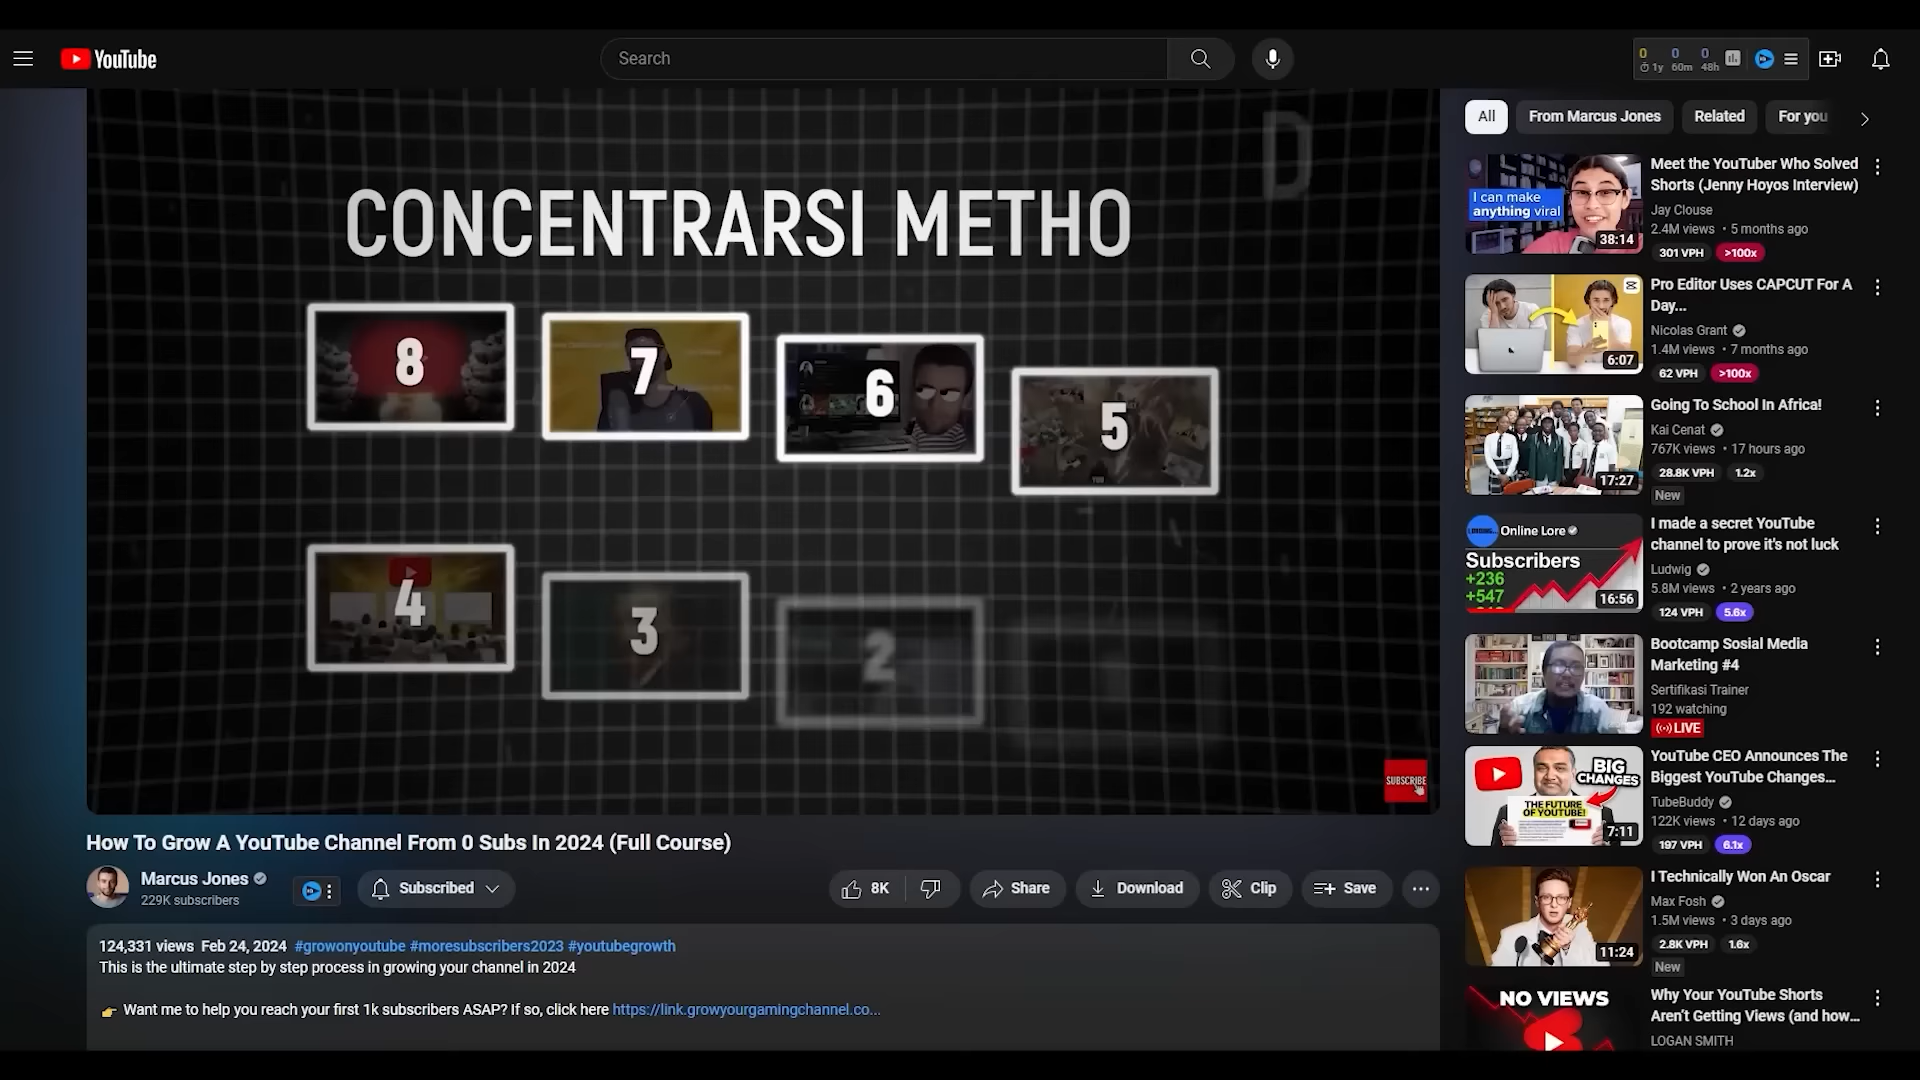 YouTube
Search
0 0 0
1y 60m 48h
D
CONCENTRARSI METHO
8
7
6
5
4
3
2
SUBSCRIBE
How To Grow A YouTube Channel From 0 Subs In 2024 (Full Course)
Marcus Jones
229K subscribers
Subscribed
8K
Share
Download
Clip
Save
124,331 views Feb 24, 2024 #growonyoutube #moresubscribers2023 #youtubegrowth
This is the ultimate step by step process in growing your channel in 2024
Want me to help you reach your first 1k subscribers ASAP? If so, click here https://link.growyourgamingchannel.co...
All
From Marcus Jones
Related
For you
I can make
anything viral
38:14
Meet the YouTuber Who Solved
Shorts (Jenny Hoyos Interview)
Jay Clouse
2.4M views • 5 months ago
301 VPH >100x
6:07
Pro Editor Uses CAPCUT For A
Day...
Nicolas Grant
1.4M views • 7 months ago
62 VPH >100x
17:27
Going To School In Africa!
Kai Cenat
767K views • 17 hours ago
28.8K VPH 1.2x
New
Online Lore
Subscribers
+236
+547
16:56
I made a secret YouTube
channel to prove it's not luck
Ludwig
5.8M views • 2 years ago
124 VPH 5.6x
Bootcamp Sosial Media
Marketing #4
Sertifikasi Trainer
192 watching
LIVE
BIG
CHANGES
THE FUTURE
OF YOUTUBE!
7:11
YouTube CEO Announces The
Biggest YouTube Changes...
TubeBuddy
122K views • 12 days ago
197 VPH 6.1x
11:24
I Technically Won An Oscar
Max Fosh
1.5M views • 3 days ago
2.8K VPH 1.6x
New
NO VIEWS
Why Your YouTube Shorts
Aren't Getting Views (and how...
LOGAN SMITH